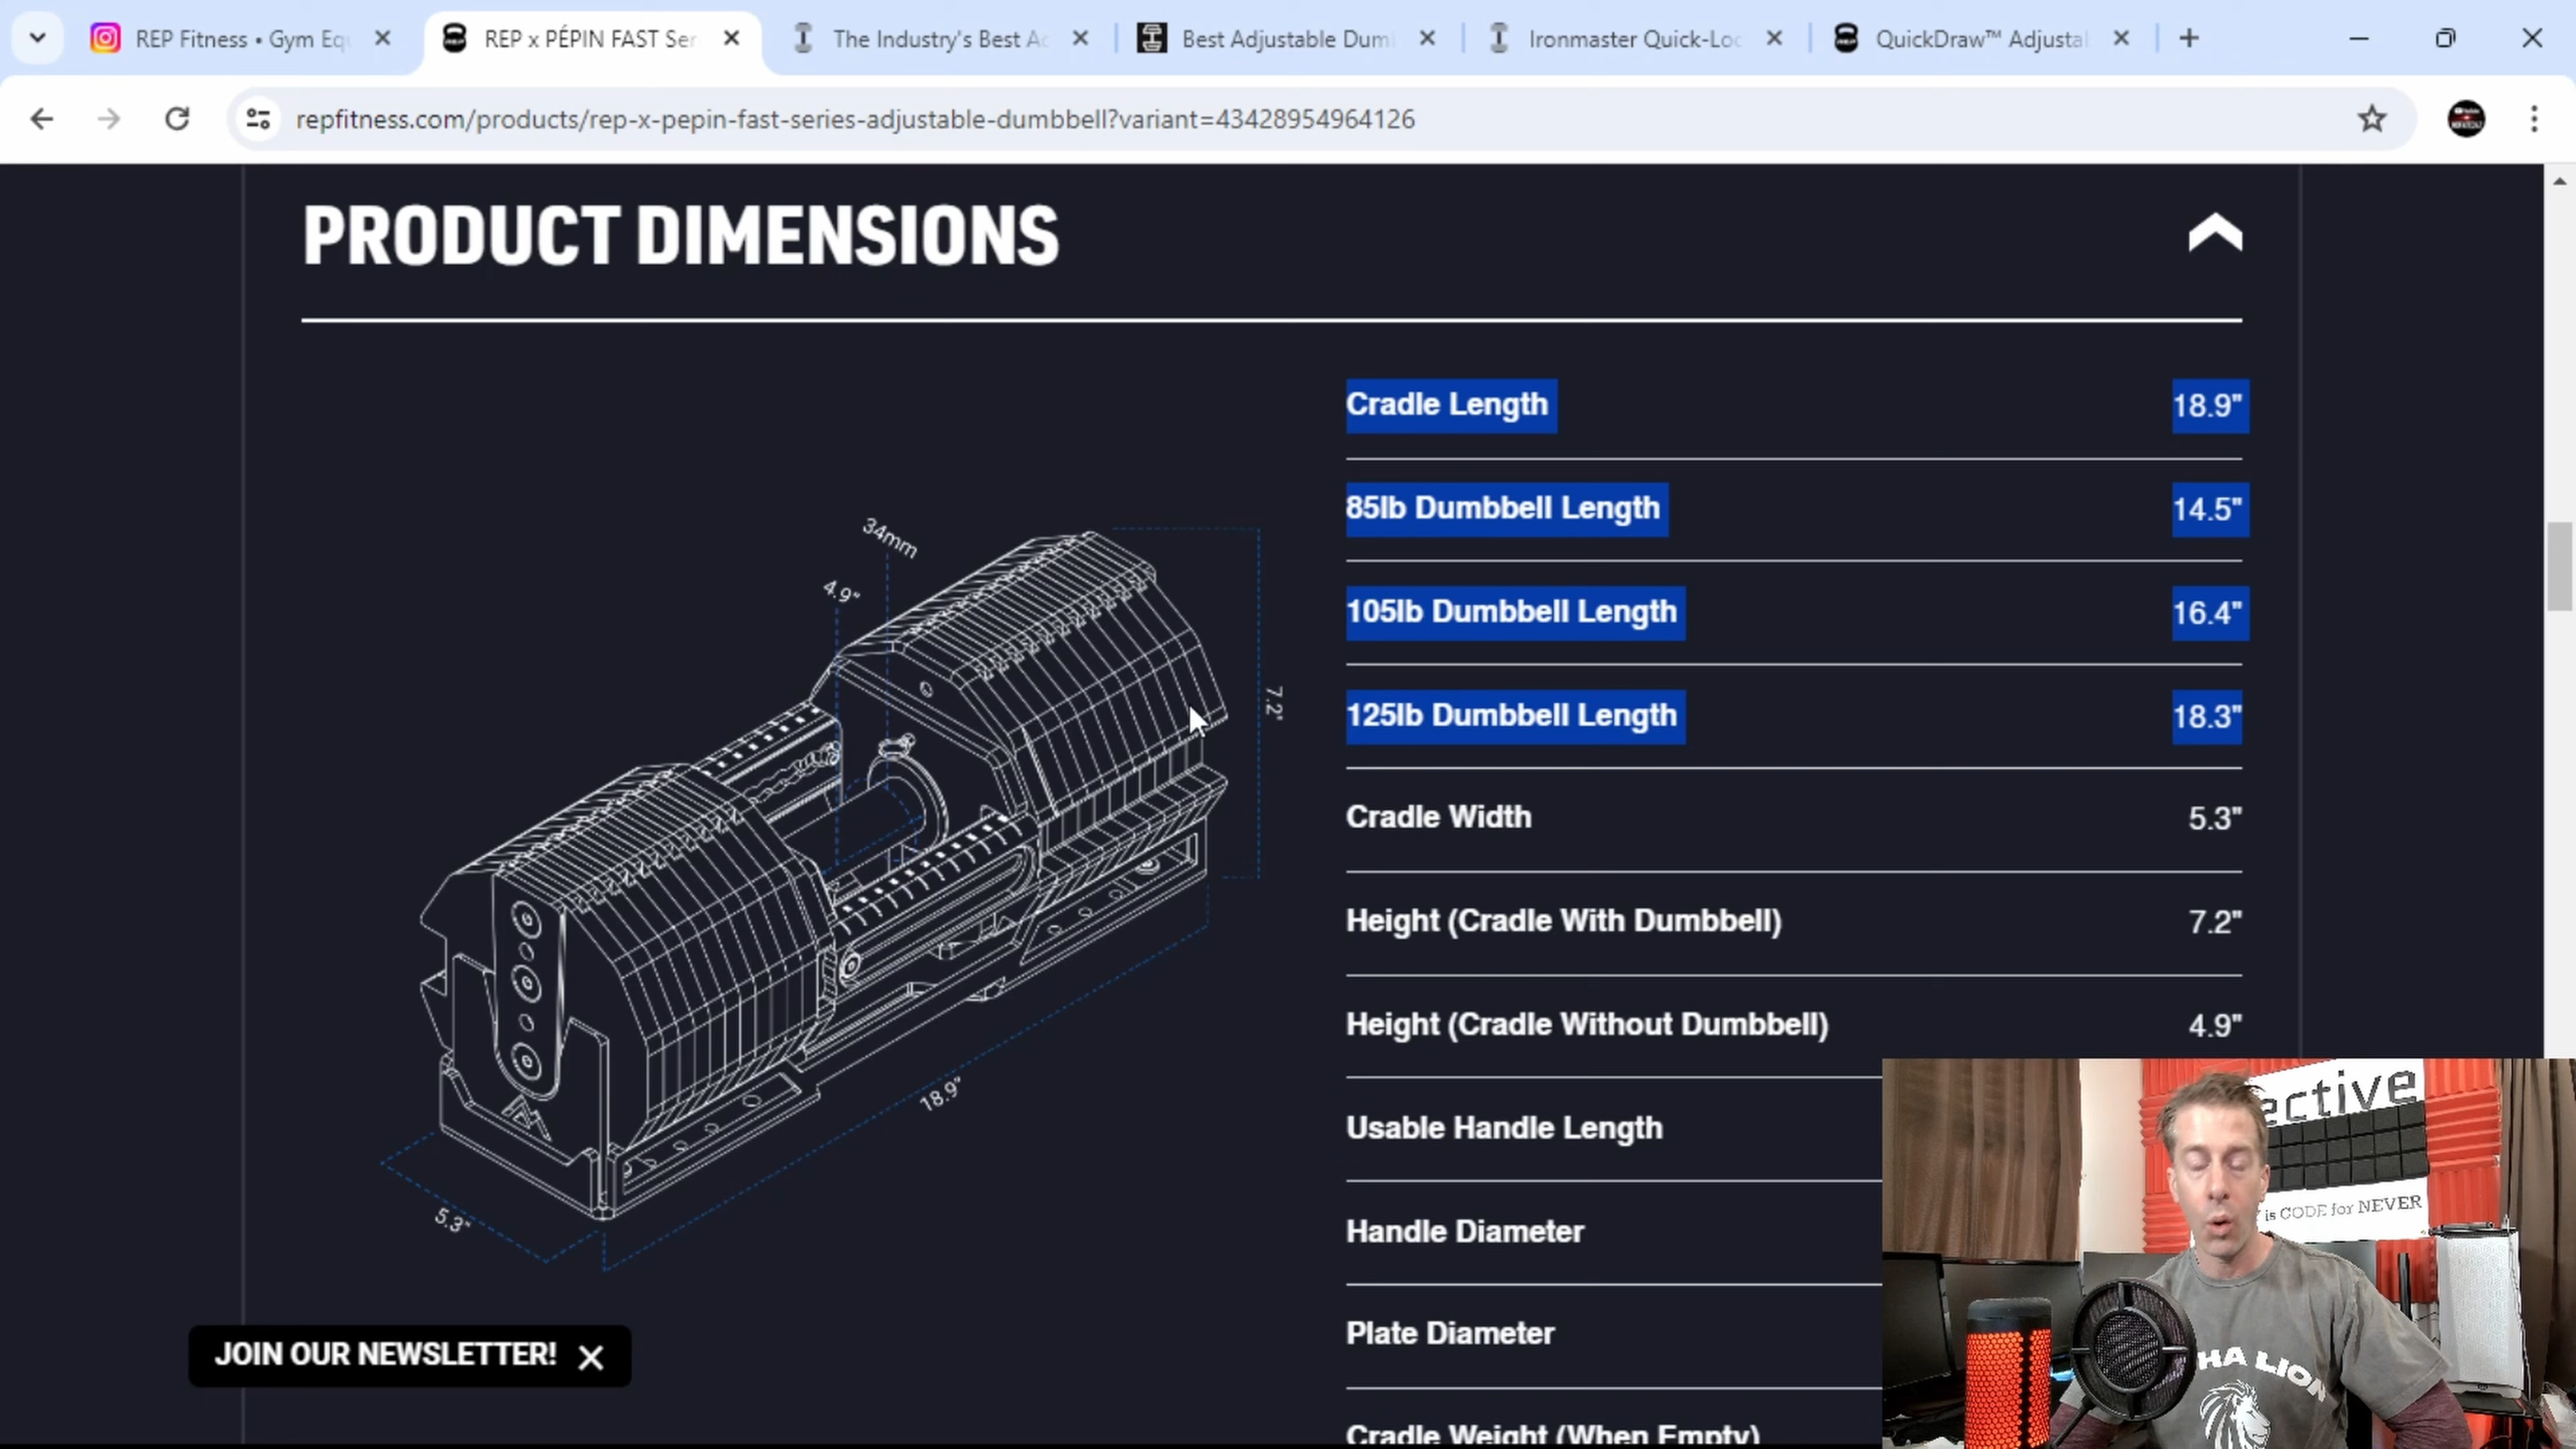 REP Fitness • Gym Eq
REP x PÉPIN FAST Ser
The Industry's Best A
Best Adjustable Dum
Ironmaster Quick-Loc
QuickDraw™ Adjusta
repfitness.com/products/rep-x-pepin-fast-series-adjustable-dumbbell?variant=43428954964126
PRODUCT DIMENSIONS
Cradle Length 18.9"
85lb Dumbbell Length 14.5"
105lb Dumbbell Length 16.4"
125lb Dumbbell Length 18.3"
Cradle Width 5.3"
Height (Cradle With Dumbbell) 7.2"
Height (Cradle Without Dumbbell) 4.9"
Usable Handle Length
Handle Diameter
Plate Diameter
Cradle Weight (When Empty)
34mm
4.9"
7.2"
18.9"
5.3"
JOIN OUR NEWSLETTER!
ective
is CODE for NEVER
HA LION